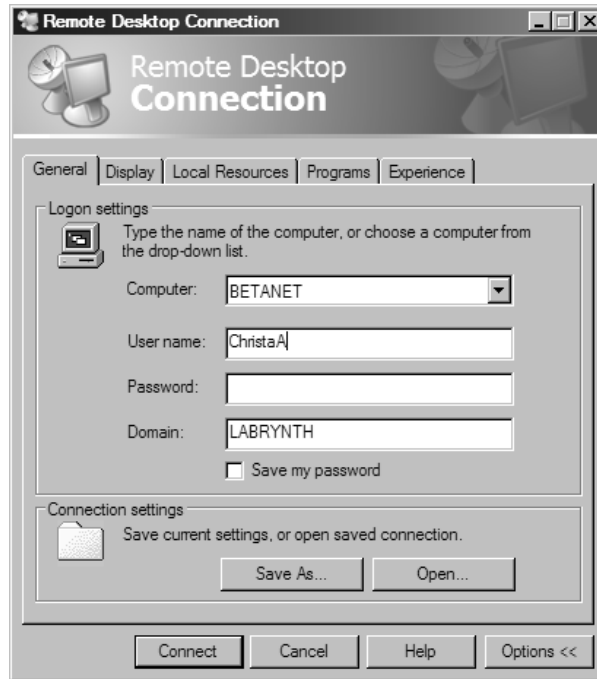 Remote Desktop Connection
Remote Desktop
Connection
General Display Local Resources Programs Experience
Logon settings
Type the name of the computer, or choose a computer from
the drop-down list.
Computer: BETANET
User name: ChristaA
Password:
Domain: LABRYNTH
Save my password
Connection settings
Save current settings, or open saved connection.
Save As... Open...
Connect Cancel Help Options <<